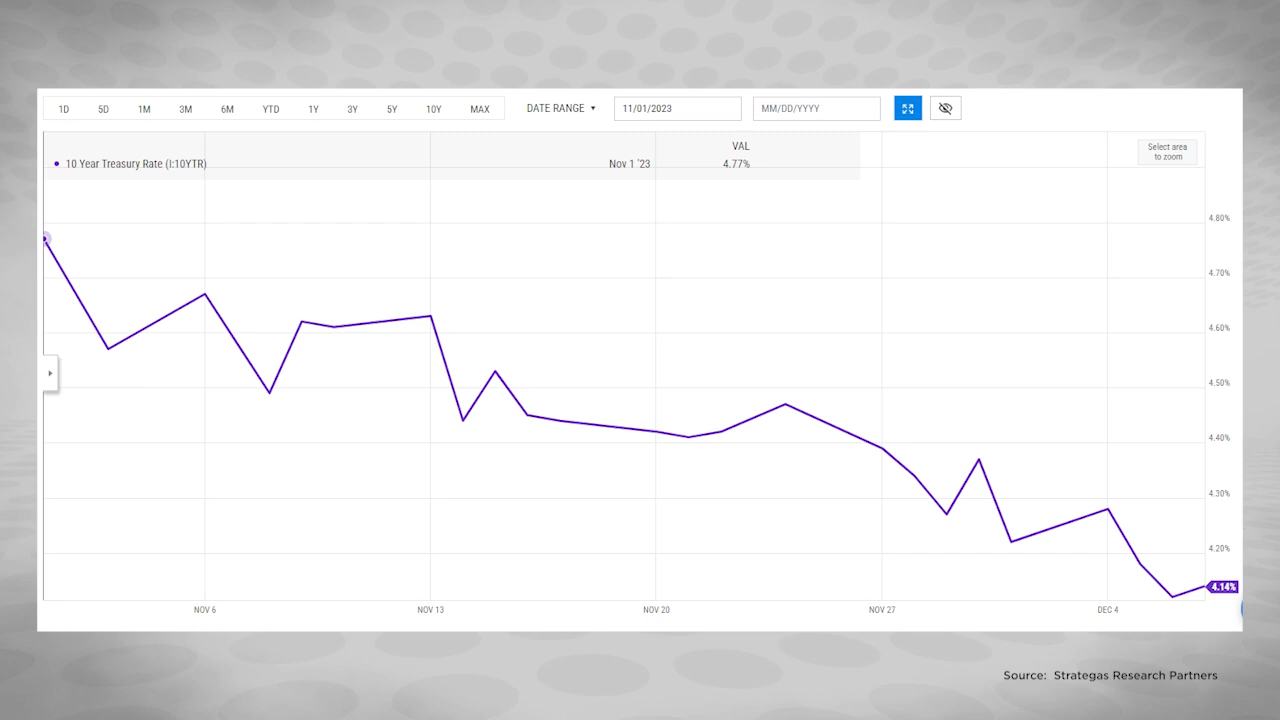 1D 5D 1M 3M 6M YTD 1Y 3Y 5Y 10Y MAX DATE RANGE ▼ 11/01/2023 MM/DD/YYYY
VAL
10 Year Treasury Rate (I:10YTR) Nov 1 '23 4.77%
Select area
to zoom
4.80%
4.70%
4.60%
4.50%
4.40%
4.30%
4.20%
4.14%
NOV 6 NOV 13 NOV 20 NOV 27 DEC 4
Source: Strategas Research Partners